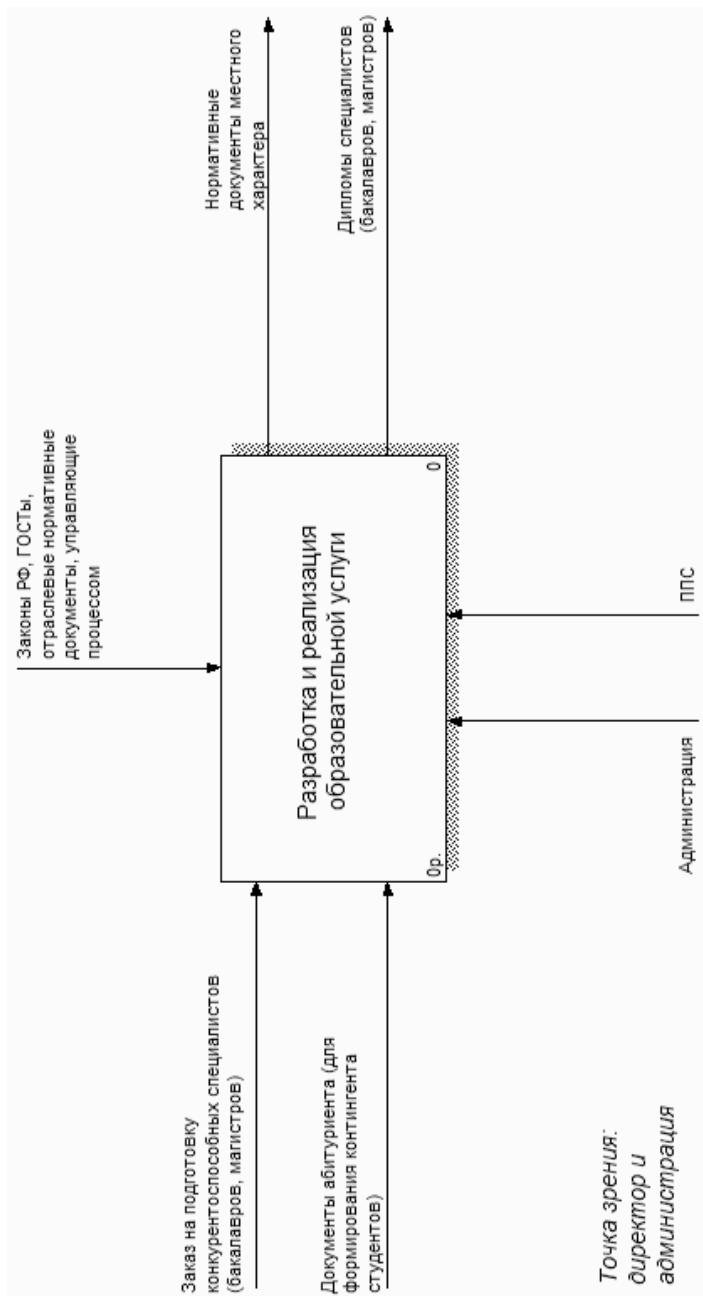 Законы РФ, ГОСТы,
отраслевые нормативные
документы, управляющие
процессом
Заказ на подготовку
конкурентоспособных специалистов
(бакалавров, магистров)
Документы абитуриента (для
формирования контингента
студентов)
Разработка и реализация
образовательной услуги
0р.
0
Нормативные
документы местного
характера
Дипломы специалистов
(бакалавров, магистров)
Администрация
ППС
Точка зрения:
директор и
администрация